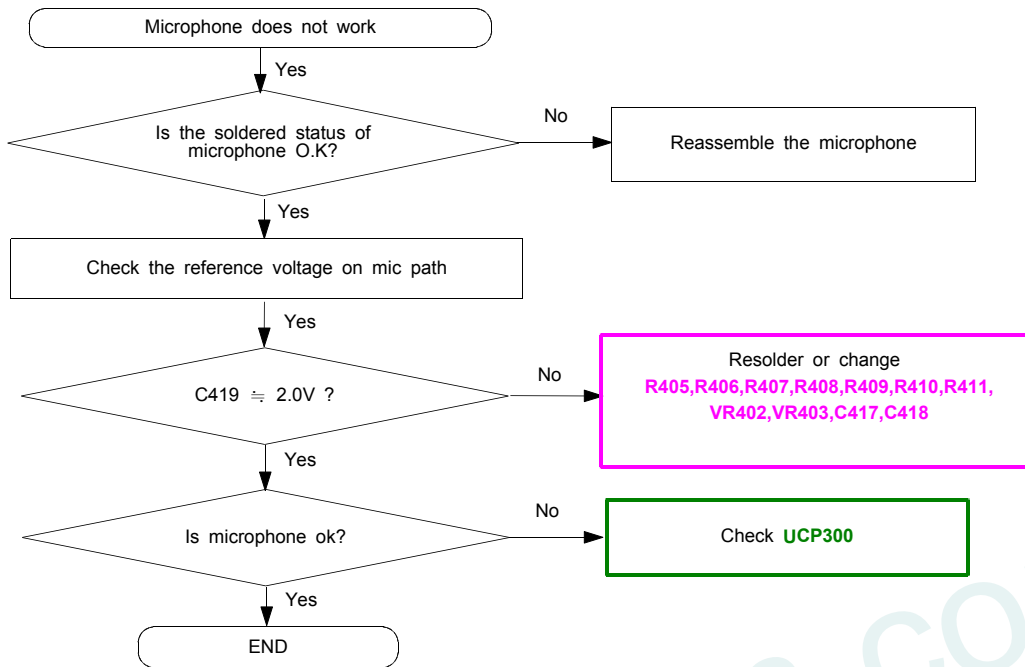 Microphone does not work
Yes
Is the soldered status of
microphone O.K?
No
Reassemble the microphone
Yes
Check the reference voltage on mic path
Yes
C419 ≒ 2.0V ?
No
Resolder or change
R405,R406,R407,R408,R409,R410,R411,
VR402,VR403,C417,C418
Yes
Is microphone ok?
No
Check UCP300
Yes
END